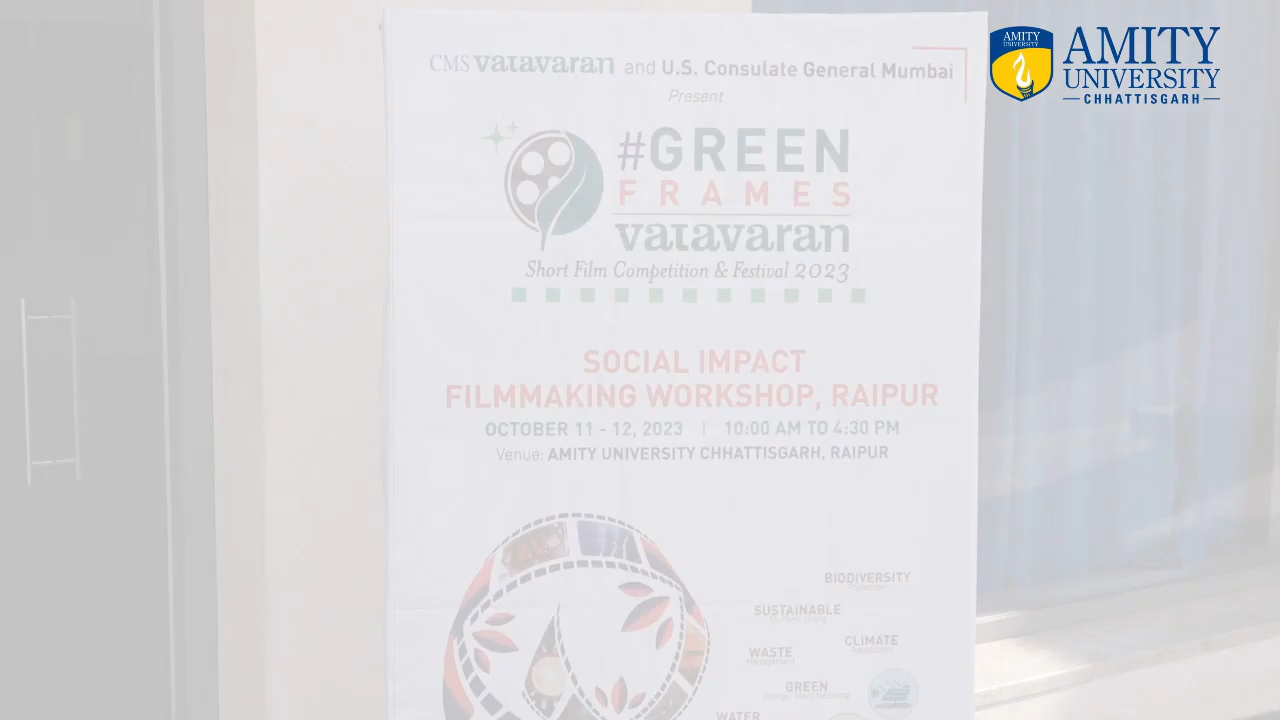 CMS vatavaran and U.S. Consulate General Mumbai
Present
#GREEN
FRAMES
vatavaran
Short Film Competition & Festival 2023
SOCIAL IMPACT
FILMMAKING WORKSHOP, RAIPUR
OCTOBER 11 - 12, 2023 | 10:00 AM TO 4:30 PM
Venue: AMITY UNIVERSITY CHHATTISGARH, RAIPUR
BIODIVERSITY
SUSTAINABLE
CLIMATE
WASTE
Management
GREEN
WATER
AMITY
UNIVERSITY
AMITY
UNIVERSITY
CHHATTISGARH